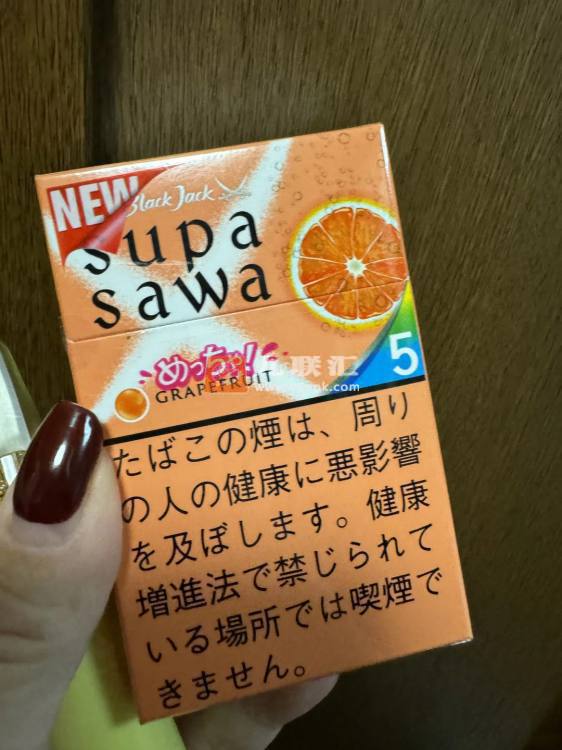 NEW
Black Jack
supa
sawa
めっちゃ!
GRAPEFRUIT
5
たばこの煙は、周り
の人の健康に悪影響
を及ぼします。健康
増進法で禁じられて
いる場所では喫煙で
きません。